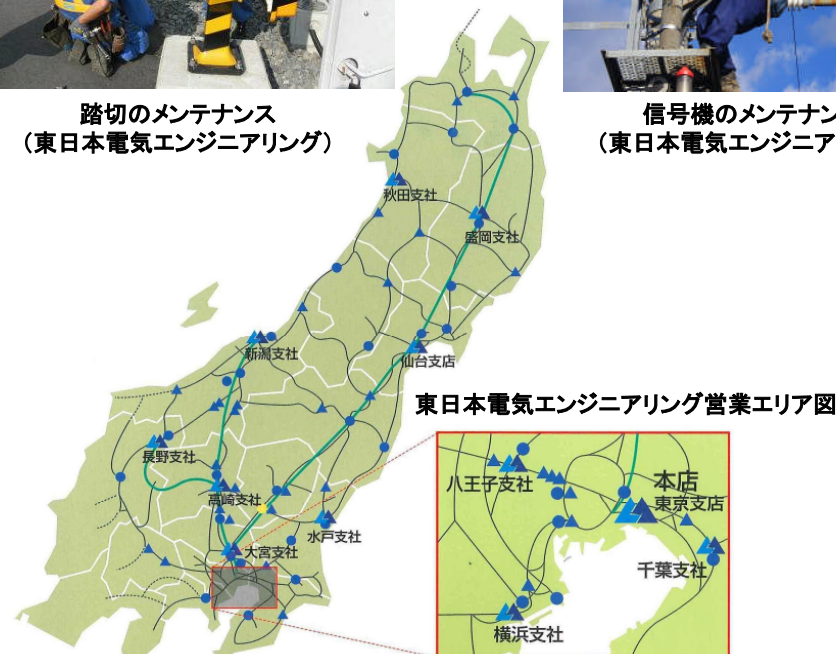 踏切のメンテナンス
（東日本電気エンジニアリング）
信号機のメンテナン
（東日本電気エンジニア
秋田支社
盛岡支社
新潟支社
仙台支店
東日本電気エンジニアリング営業エリア図
長野支社
高崎支社
水戸支社
大宮支社
八王子支社
本店
東京支店
千葉支社
横浜支社